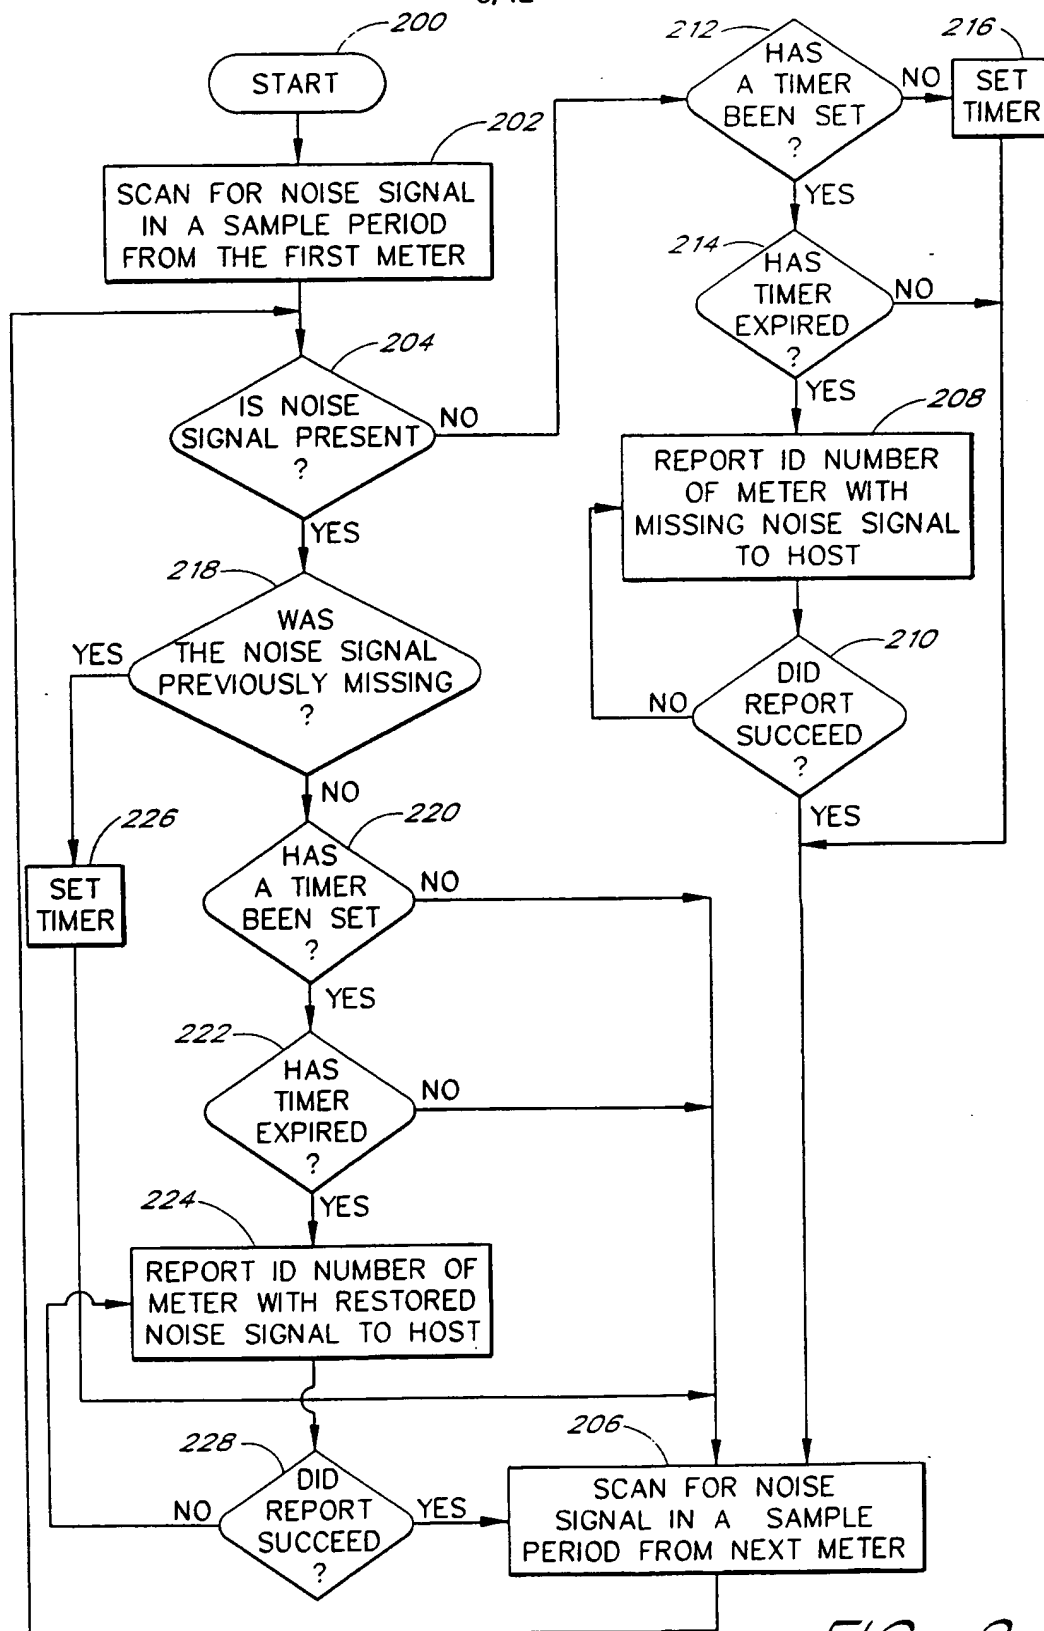 200
START
202
SCAN FOR NOISE SIGNAL
IN A SAMPLE PERIOD
FROM THE FIRST METER
204
IS NOISE
SIGNAL PRESENT
?
NO
YES
218
WAS
THE NOISE SIGNAL
PREVIOUSLY MISSING
?
YES
NO
226
SET
TIMER
220
HAS
A TIMER
BEEN SET
?
NO
YES
222
HAS
TIMER
EXPIRED
?
NO
YES
224
REPORT ID NUMBER OF
METER WITH RESTORED
NOISE SIGNAL TO HOST
228
DID
REPORT
SUCCEED
?
NO
YES
206
SCAN FOR NOISE
SIGNAL IN A SAMPLE
PERIOD FROM NEXT METER
212
HAS
A TIMER
BEEN SET
?
NO
YES
216
SET
TIMER
214
HAS
TIMER
EXPIRED
?
NO
YES
208
REPORT ID NUMBER
OF METER WITH
MISSING NOISE SIGNAL
TO HOST
210
DID
REPORT
SUCCEED
?
NO
YES